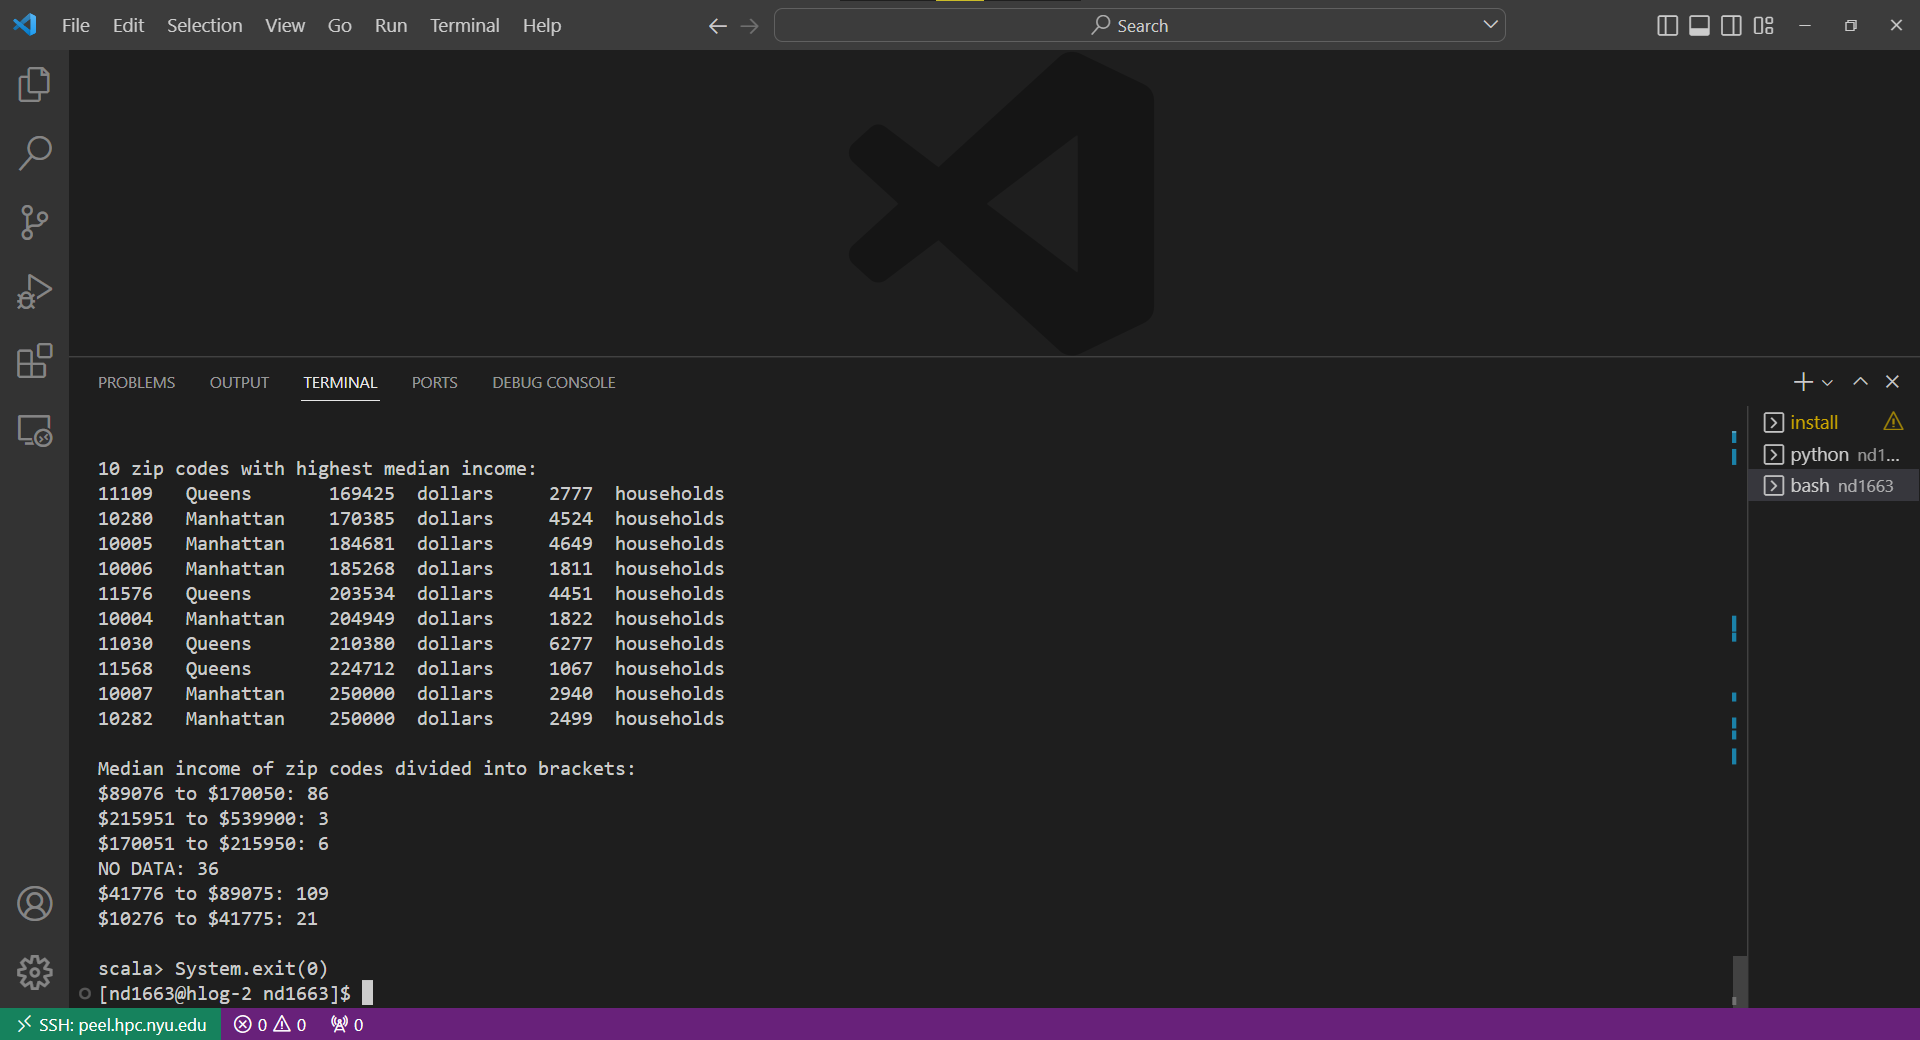 File Edit Selection View Go Run Terminal Help Search
PROBLEMS OUTPUT TERMINAL PORTS DEBUG CONSOLE
install
python nd1...
bash nd1663
10 zip codes with highest median income:
11109 Queens 169425 dollars 2777 households
10280 Manhattan 170385 dollars 4524 households
10005 Manhattan 184681 dollars 4649 households
10006 Manhattan 185268 dollars 1811 households
11576 Queens 203534 dollars 4451 households
10004 Manhattan 204949 dollars 1822 households
11030 Queens 210380 dollars 6277 households
11568 Queens 224712 dollars 1067 households
10007 Manhattan 250000 dollars 2940 households
10282 Manhattan 250000 dollars 2499 households
Median income of zip codes divided into brackets:
$89076 to $170050: 86
$215951 to $539900: 3
$170051 to $215950: 6
NO DATA: 36
$41776 to $89075: 109
$10276 to $41775: 21
scala> System.exit(0)
[nd1663@hlog-2 nd1663]$
SSH: peel.hpc.nyu.edu 0 0 0